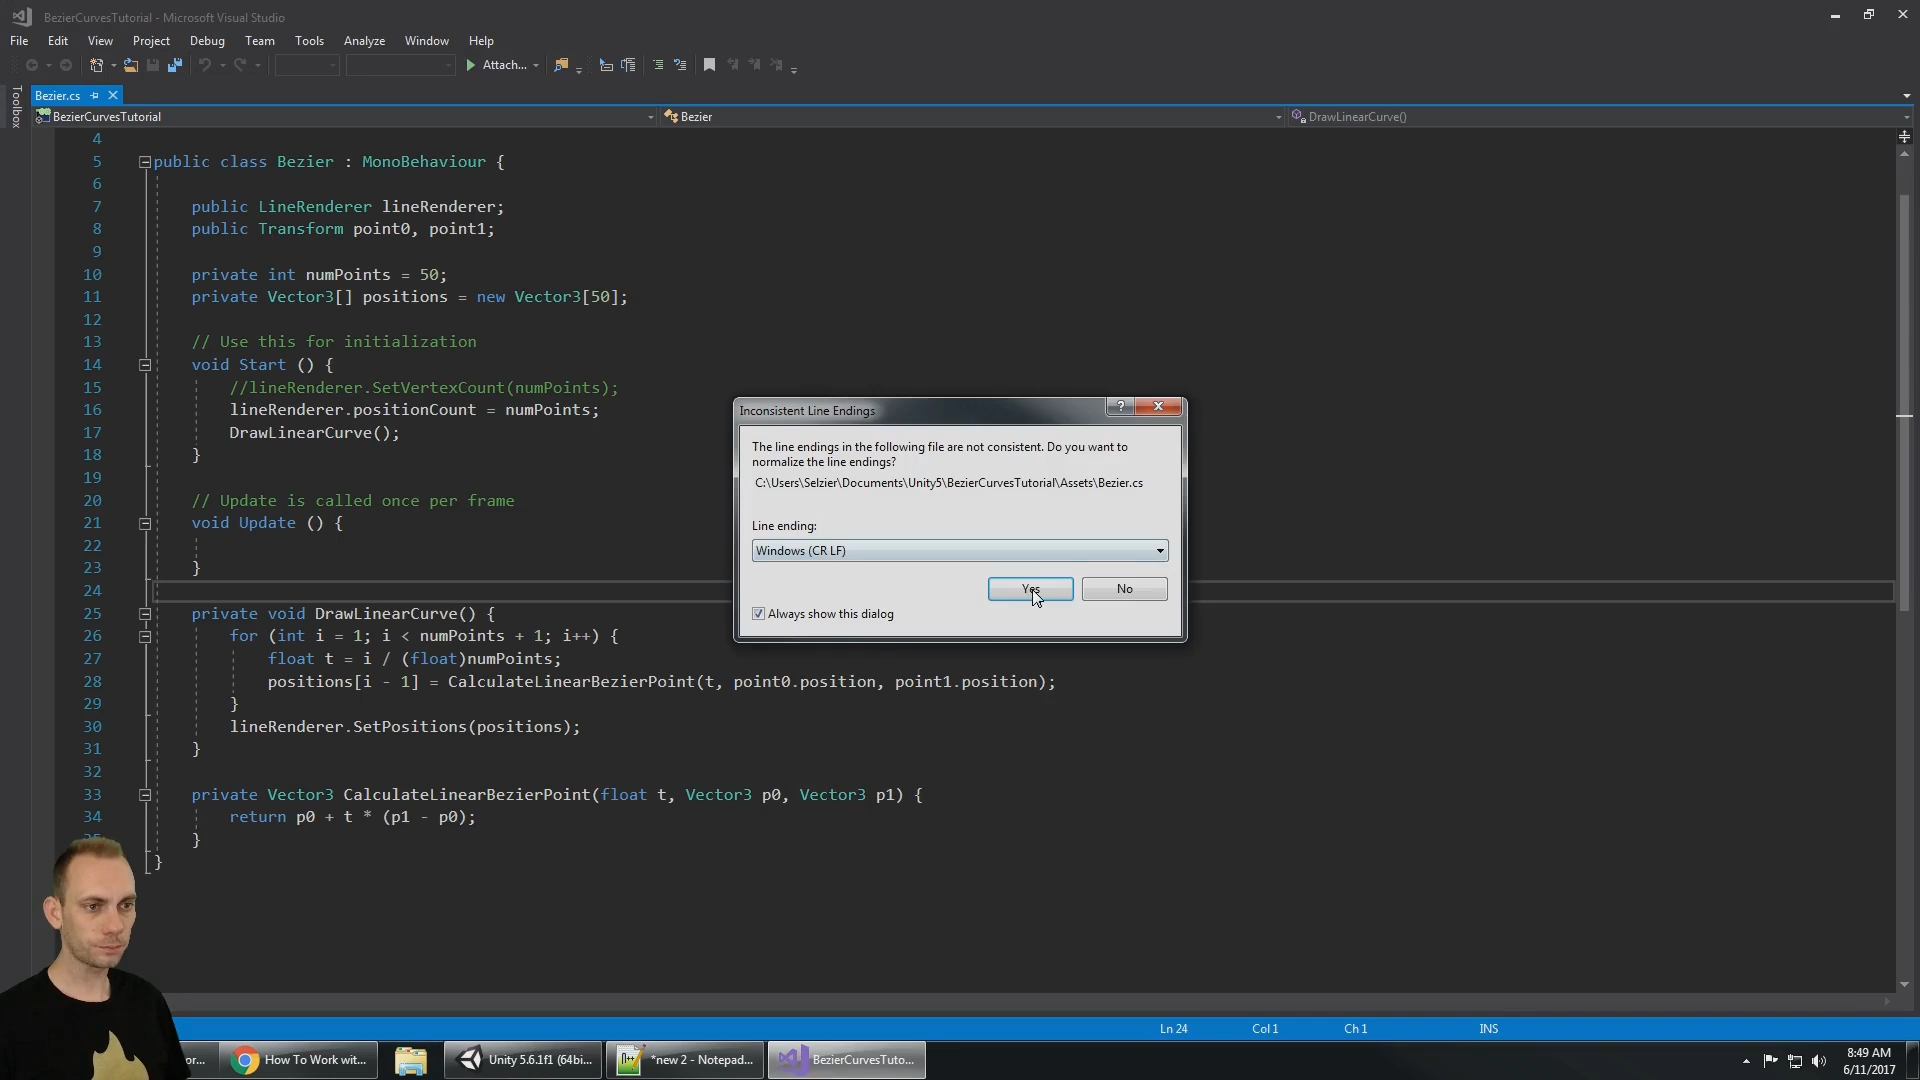 BezierCurvesTutorial - Microsoft Visual Studio
File Edit View Project Debug Team Tools Analyze Window Help
Attach...
Toolbox
Bezier.cs
BezierCurvesTutorial Bezier DrawLinearCurve()
4
5 public class Bezier : MonoBehaviour {
6
7 public LineRenderer lineRenderer;
8 public Transform point0, point1;
9
10 private int numPoints = 50;
11 private Vector3[] positions = new Vector3[50];
12
13 // Use this for initialization
14 void Start () {
15 //lineRenderer.SetVertexCount(numPoints);
16 lineRenderer.positionCount = numPoints;
17 DrawLinearCurve();
18 }
19
20 // Update is called once per frame
21 void Update () {
22
23 }
24
25 private void DrawLinearCurve() {
26 for (int i = 1; i < numPoints + 1; i++) {
27 float t = i / (float)numPoints;
28 positions[i - 1] = CalculateLinearBezierPoint(t, point0.position, point1.position);
29 }
30 lineRenderer.SetPositions(positions);
31 }
32
33 private Vector3 CalculateLinearBezierPoint(float t, Vector3 p0, Vector3 p1) {
34 return p0 + t * (p1 - p0);
}
}
Inconsistent Line Endings
?
The line endings in the following file are not consistent. Do you want to
normalize the line endings?
C:\Users\Selzier\Documents\Unity5\BezierCurvesTutorial\Assets\Bezier.cs
Line ending:
Windows (CR LF)
Yes No
Always show this dialog
Ln 24 Col 1 Ch 1 INS
or... How To Work wit... Unity 5.6.1f1 (64bi... *new 2 - Notepad... BezierCurvesTuto...
8:49 AM
6/11/2017